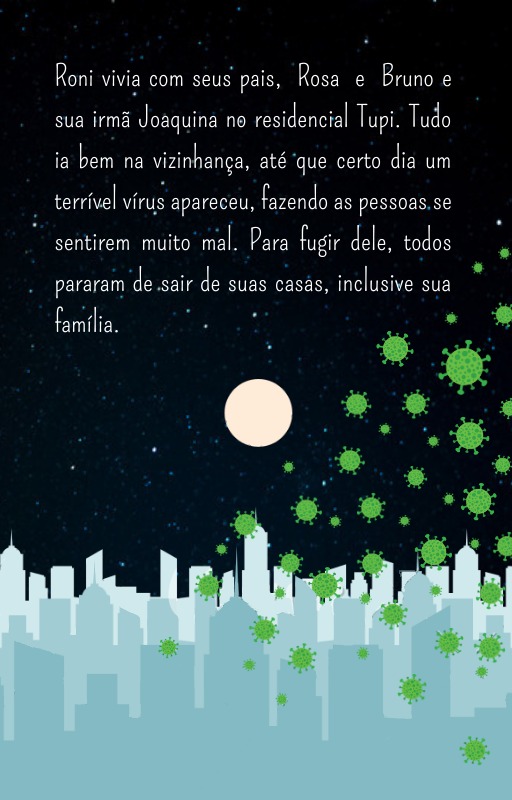 Roni vivia com seus pais, Rosa e Bruno e
sua irmã Joaquina no residencial Tupi. Tudo
ia bem na vizinhança, até que certo dia um
terrível vírus apareceu, fazendo as pessoas se
sentirem muito mal. Para fugir dele, todos
pararam de sair de suas casas, inclusive sua
família.